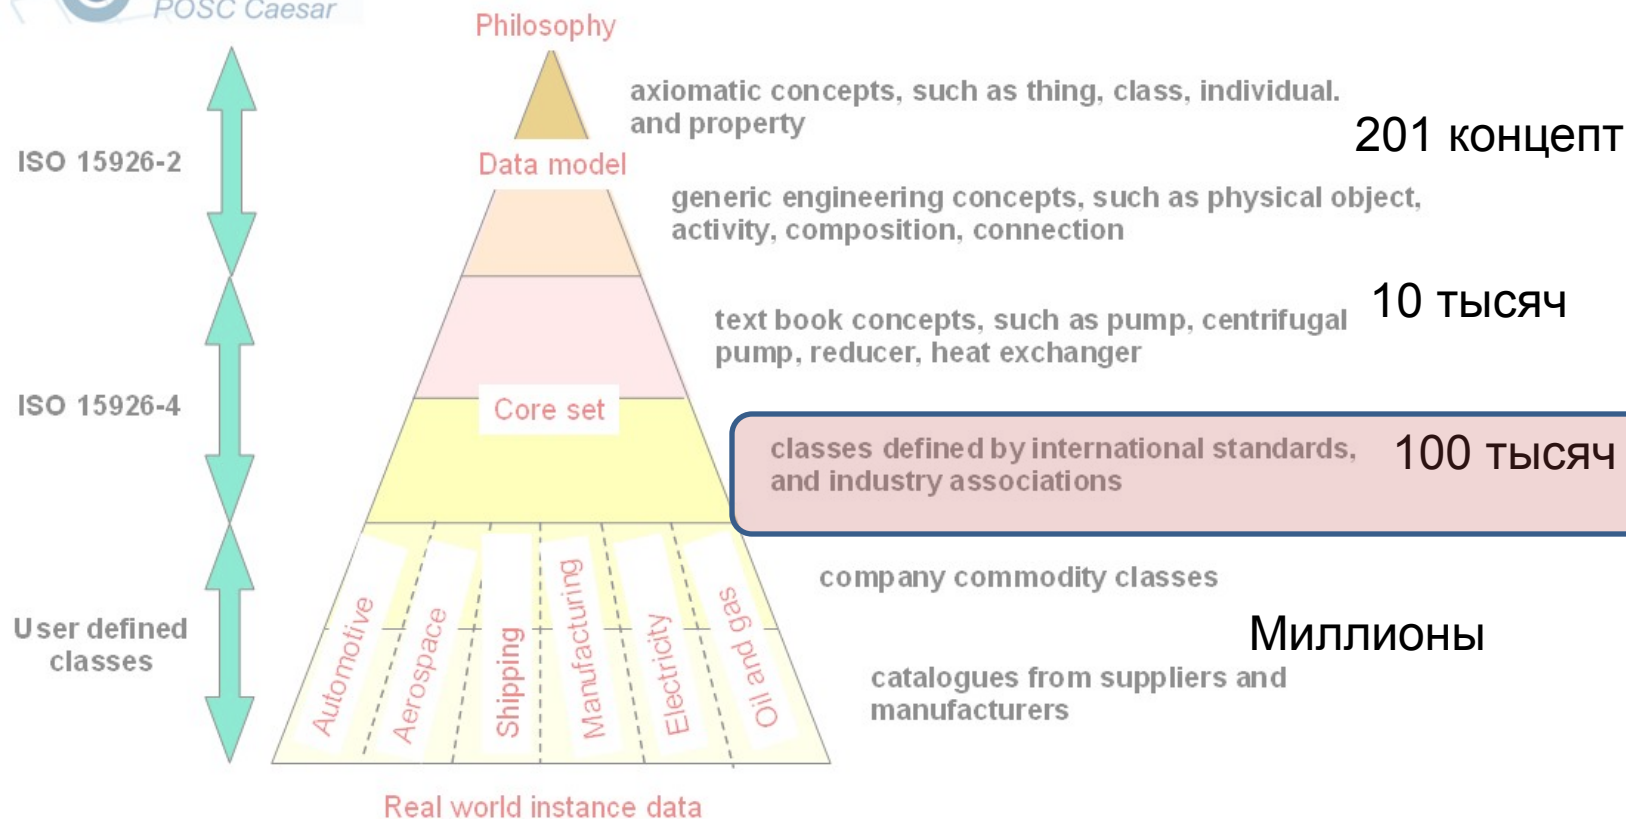 POSC Caesar
Philosophy
axiomatic concepts, such as thing, class, individual.
and property
201 концепт
ISO 15926-2
Data model
generic engineering concepts, such as physical object,
activity, composition, connection
10 тысяч
text book concepts, such as pump, centrifugal
pump, reducer, heat exchanger
ISO 15926-4
Core set
classes defined by international standards,
and industry associations
100 тысяч
company commodity classes
User defined
classes
Automotive
Aerospace
Shipping
Manufacturing
Electricity
Oil and gas
Миллионы
catalogues from suppliers and
manufacturers
Real world instance data